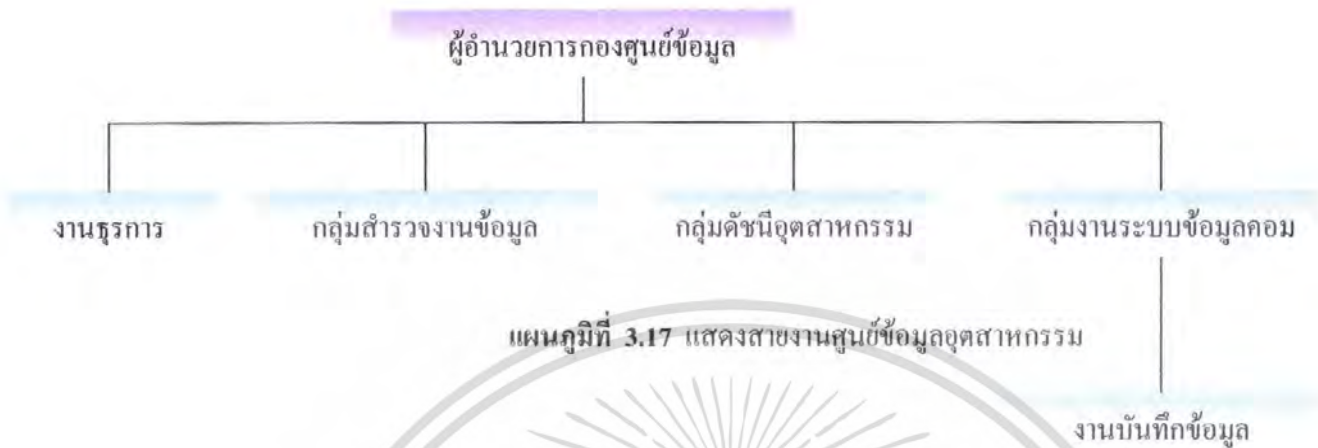 ผู้อำนวยการกองศูนย์ข้อมูล
งานธุรการ
กลุ่มสำรวจงานข้อมูล
กลุ่มดัชนีอุตสาหกรรม
กลุ่มงานระบบข้อมูลคอม
แผนภูมิที่ 3.17 แสดงสายงานศูนย์ข้อมูลอุตสาหกรรม
งานบันทึกข้อมูล